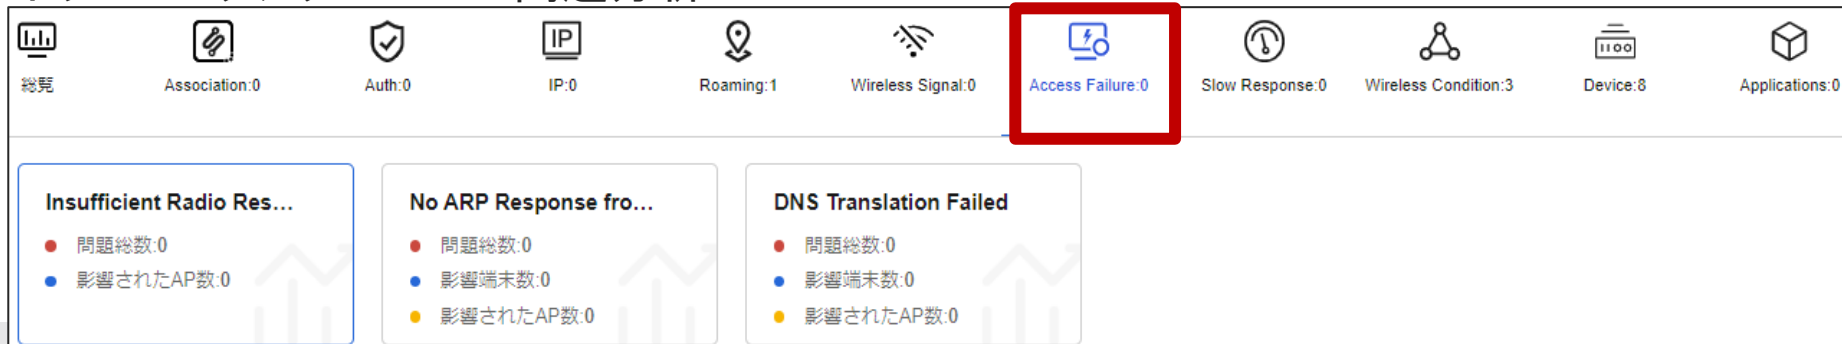 総覧
Association:0
Auth:0
IP
IP:0
Roaming:1
Wireless Signal:0
Access Failure:0
Slow Response:0
Wireless Condition:3
Device:8
Applications:0
Insufficient Radio Res...
問題総数:0
影響されたAP数:0
No ARP Response fro...
問題総数:0
影響端末数:0
影響されたAP数:0
DNS Translation Failed
問題総数:0
影響端末数:0
影響されたAP数:0